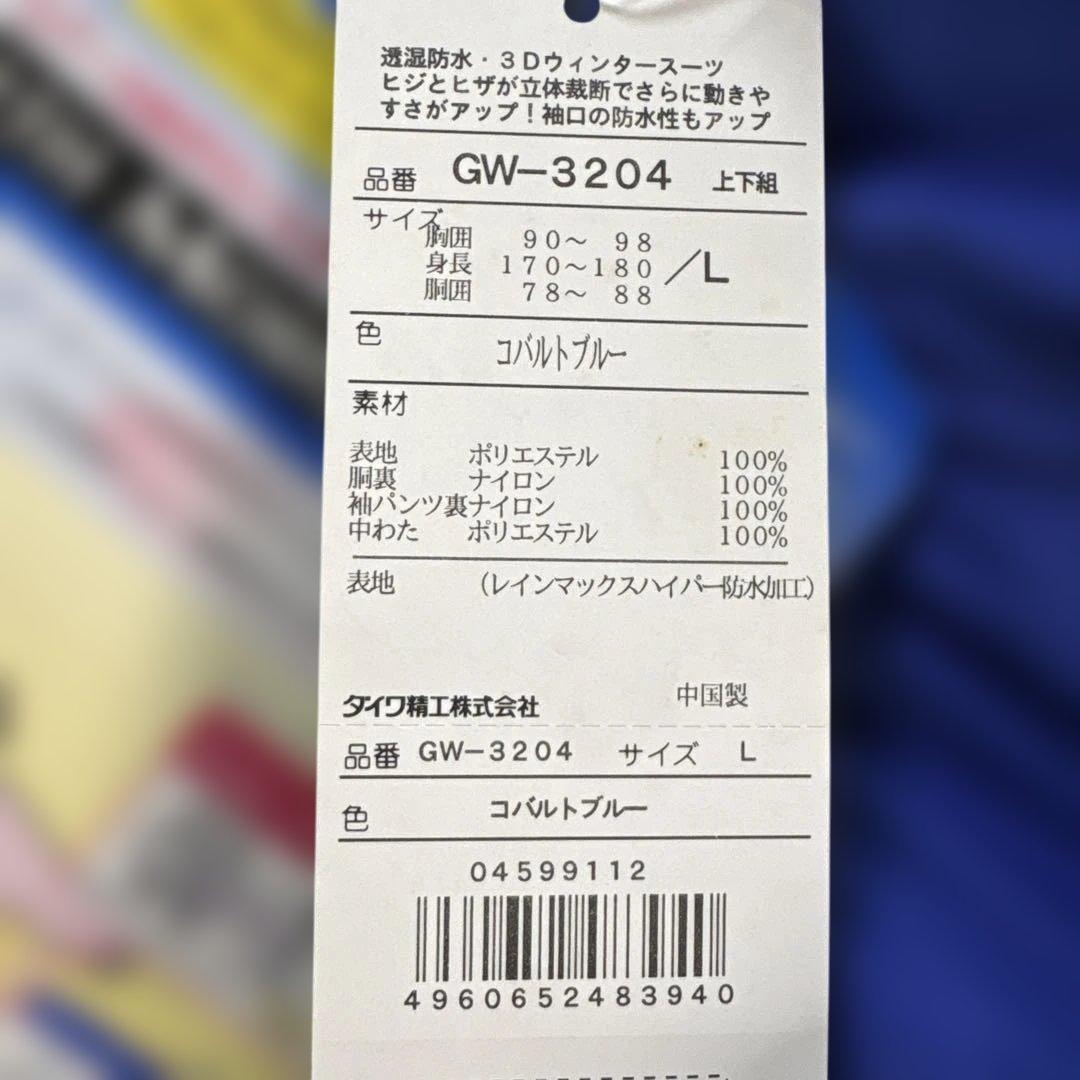 透湿防水・３Ｄウィンタースーツ
ヒジとヒザが立体裁断でさらに動きや
すさがアップ！袖口の防水性もアップ
品番 GW－3204 上下組
サイズ
胸囲 90～ 98
身長 170～180 ／L
胴囲 78～ 88
色
コバルトブルー
素材
表地 ポリエステル 100%
胴裏 ナイロン 100%
袖パンツ裏ナイロン 100%
中わた ポリエステル 100%
表地 （レインマックスハイパー防水加工）
ダイワ精工株式会社 中国製
品番 GW－3204 サイズ L
色 コバルトブルー
04599112
4960652483940